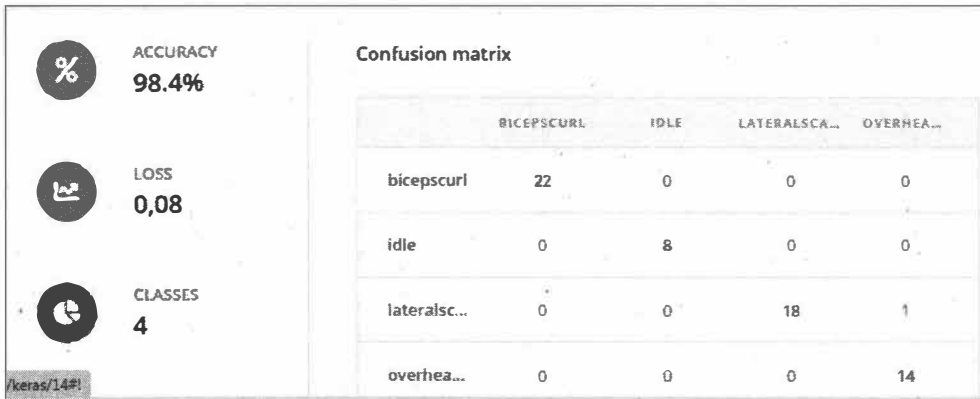 ACCURACY
98.4%
LOSS
0,08
CLASSES
4
/keras/14#!
Confusion matrix
BICEPSCURL IDLE LATERALSCA... OVERHEA...
bicepscurl 22 0 0 0
idle 0 8 0 0
lateralsc... 0 0 18 1
overhea... 0 0 0 14